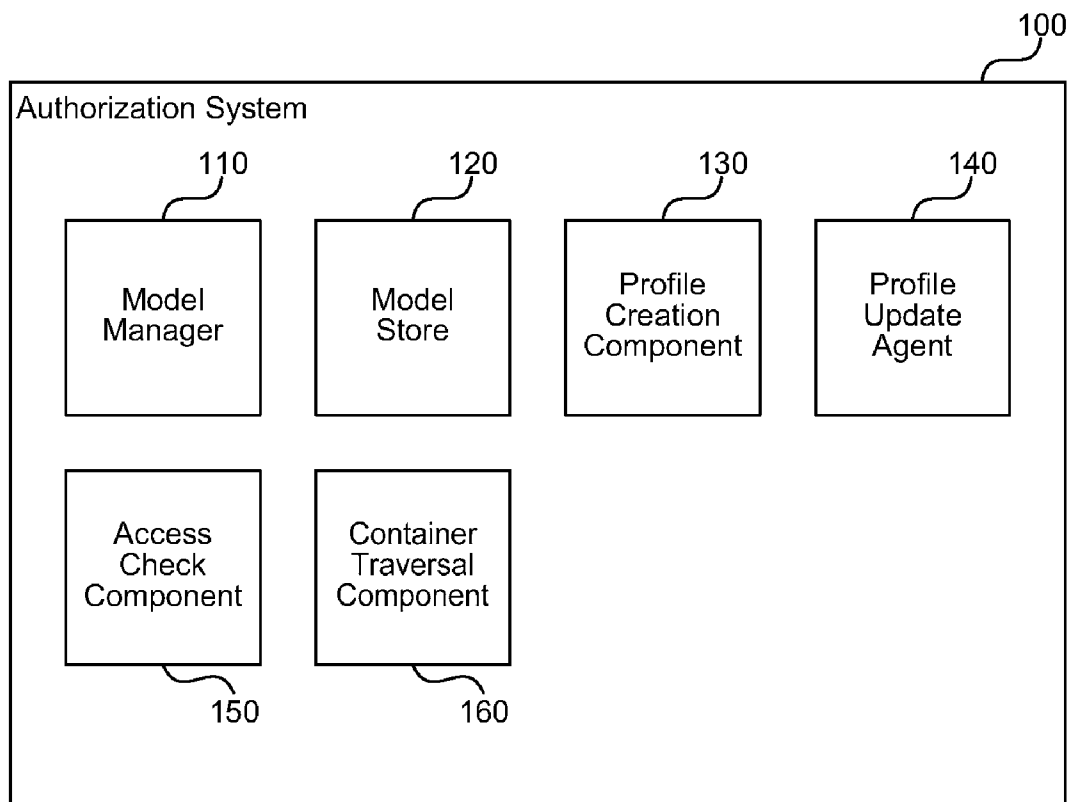 100
Authorization System
110
120
130
140
Model
Manager
Model
Store
Profile
Creation
Component
Profile
Update
Agent
Access
Check
Component
Container
Traversal
Component
150
160